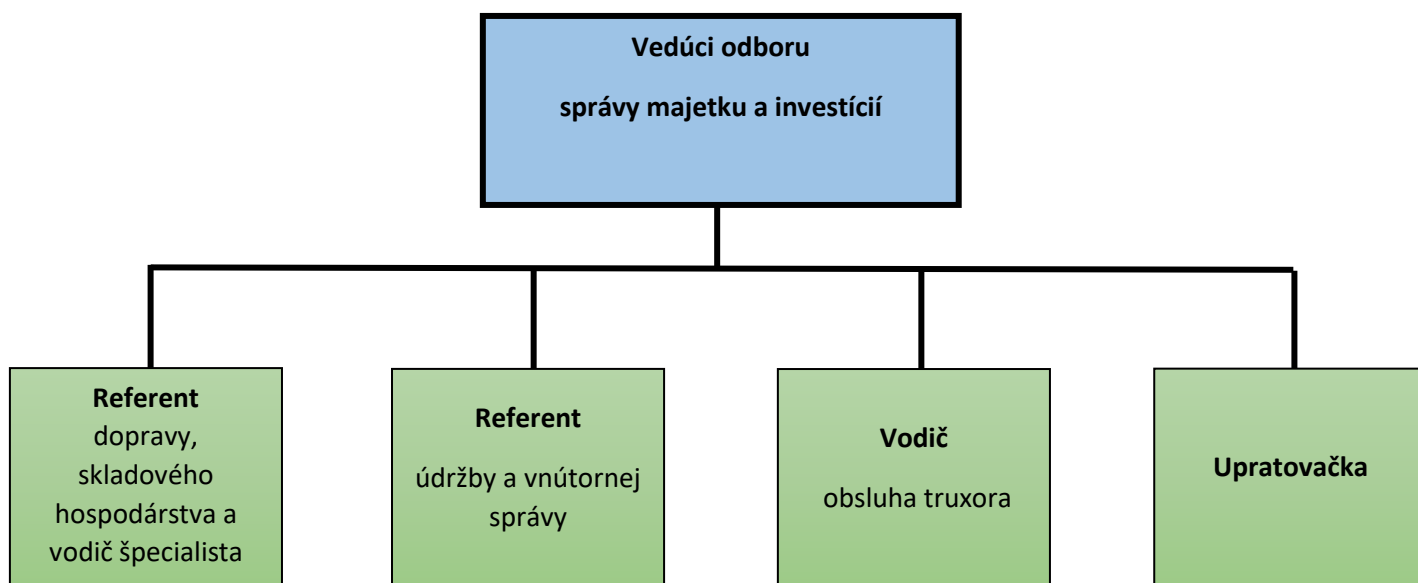 Vedúci odboru
správy majetku a investícií
Referent
dopravy,
skladového
hospodárstva a
vodič špecialista
Referent
údržby a vnútornej
správy
Vodič
obsluha truxora
Upratovačka